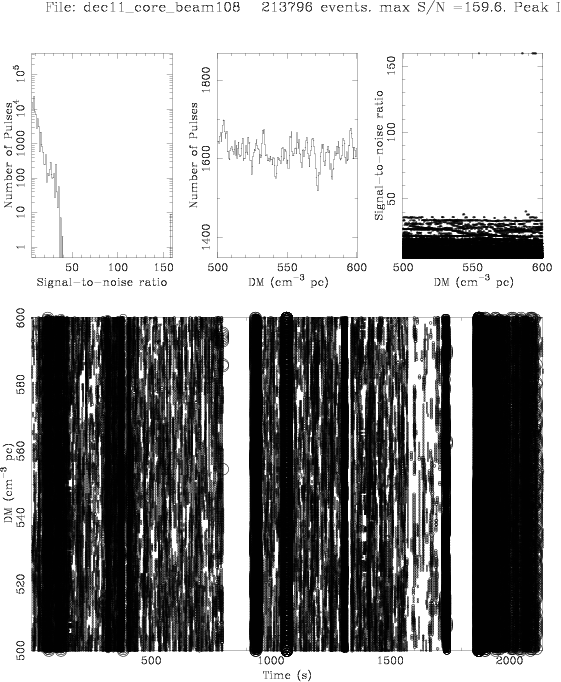 File: dec11_core_beam108 213796 events. max S/N =159.6. Peak
Number of Pulses
10⁵
10⁴
1000
100
10
1
50 100 150
Signal-to-noise ratio
Number of Pulses
1800
1600
1400
500 550 600
DM (cm⁻³ pc)
Signal-to-noise ratio
150
100
50
500 550 600
DM (cm⁻³ pc)
DM (cm⁻³ pc)
600
580
560
540
520
500
500 1000 1500 2000
Time (s)